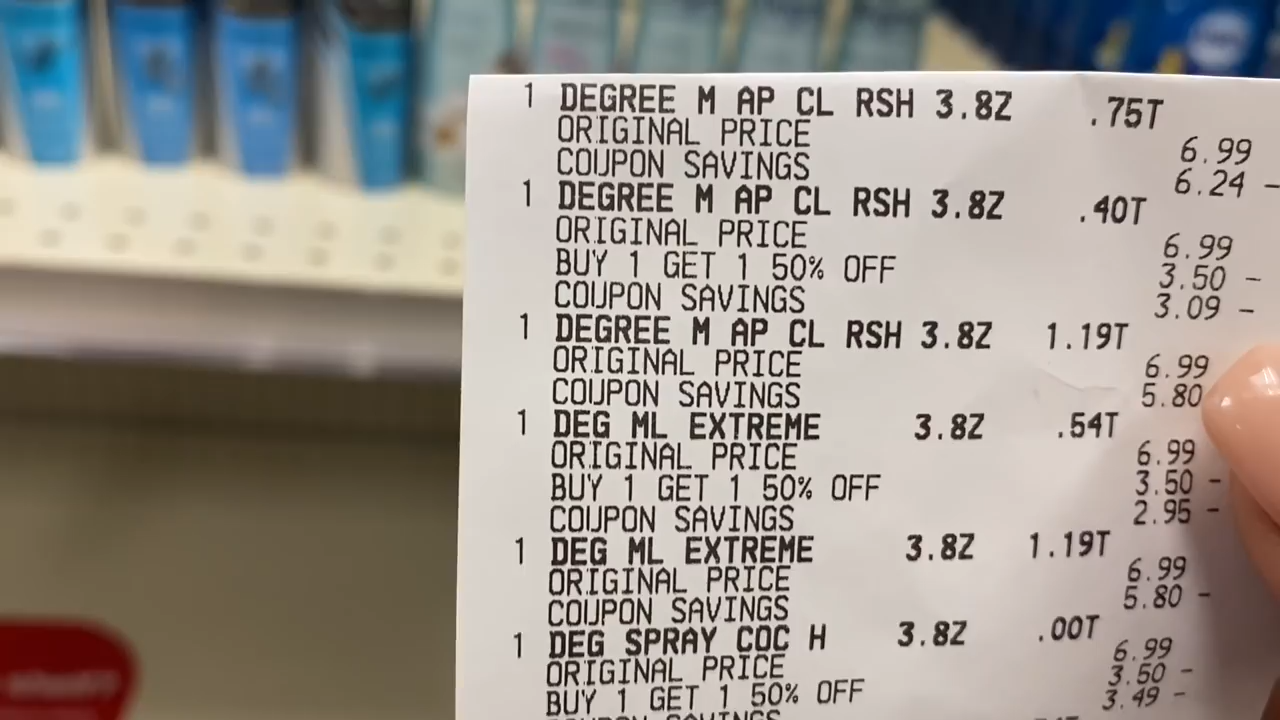 1 DEGREE M AP CL RSH 3.8Z .75T
ORIGINAL PRICE 6.99
COUPON SAVINGS 6.24 -
1 DEGREE M AP CL RSH 3.8Z .40T
ORIGINAL PRICE 6.99
BUY 1 GET 1 50% OFF 3.50 -
COUPON SAVINGS 3.09 -
1 DEGREE M AP CL RSH 3.8Z 1.19T
ORIGINAL PRICE 6.99
COUPON SAVINGS 5.80
1 DEG ML EXTREME 3.8Z .54T
ORIGINAL PRICE 6.99
BUY 1 GET 1 50% OFF 3.50 -
COUPON SAVINGS 2.95 -
1 DEG ML EXTREME 3.8Z 1.19T
ORIGINAL PRICE 6.99
COUPON SAVINGS 5.80 -
1 DEG SPRAY COC H 3.8Z .00T
ORIGINAL PRICE 6.99
BUY 1 GET 1 50% OFF 3.50 -
COUPON SAVINGS 3.49 -